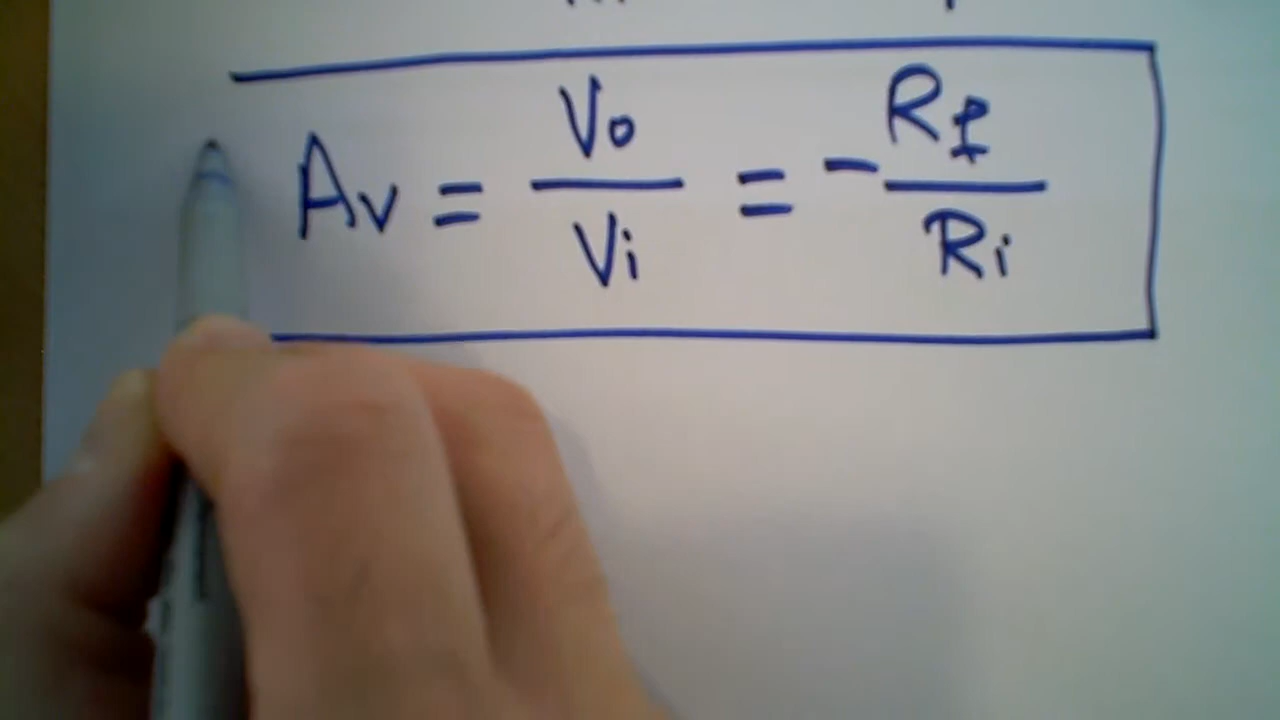 Av = Vo / Vi = - Rf / Ri